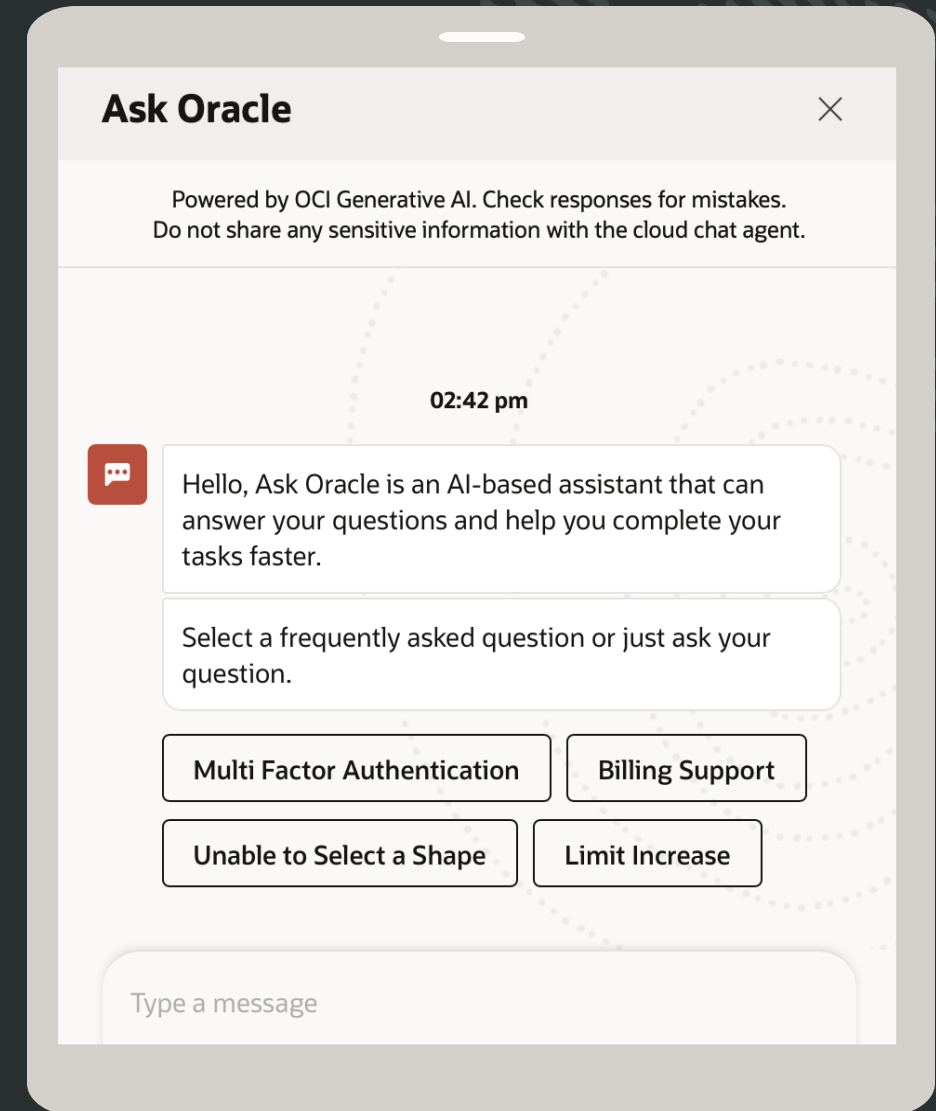 Ask Oracle
Powered by OCI Generative AI. Check responses for mistakes.
Do not share any sensitive information with the cloud chat agent.
02:42 pm
Hello, Ask Oracle is an AI-based assistant that can
answer your questions and help you complete your
tasks faster.
Select a frequently asked question or just ask your
question.
Multi Factor Authentication
Billing Support
Unable to Select a Shape
Limit Increase
Type a message